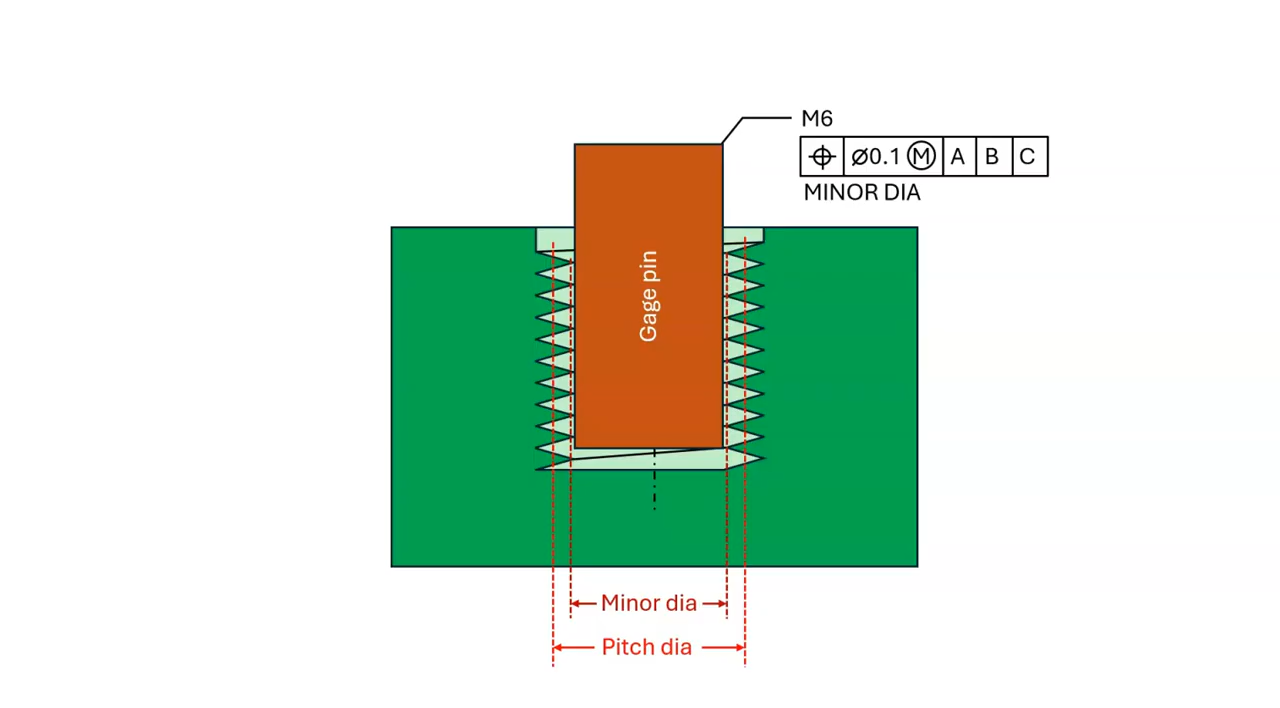 M6
⌖ ⌀0.1 Ⓜ A B C
MINOR DIA
Gage pin
Minor dia
Pitch dia